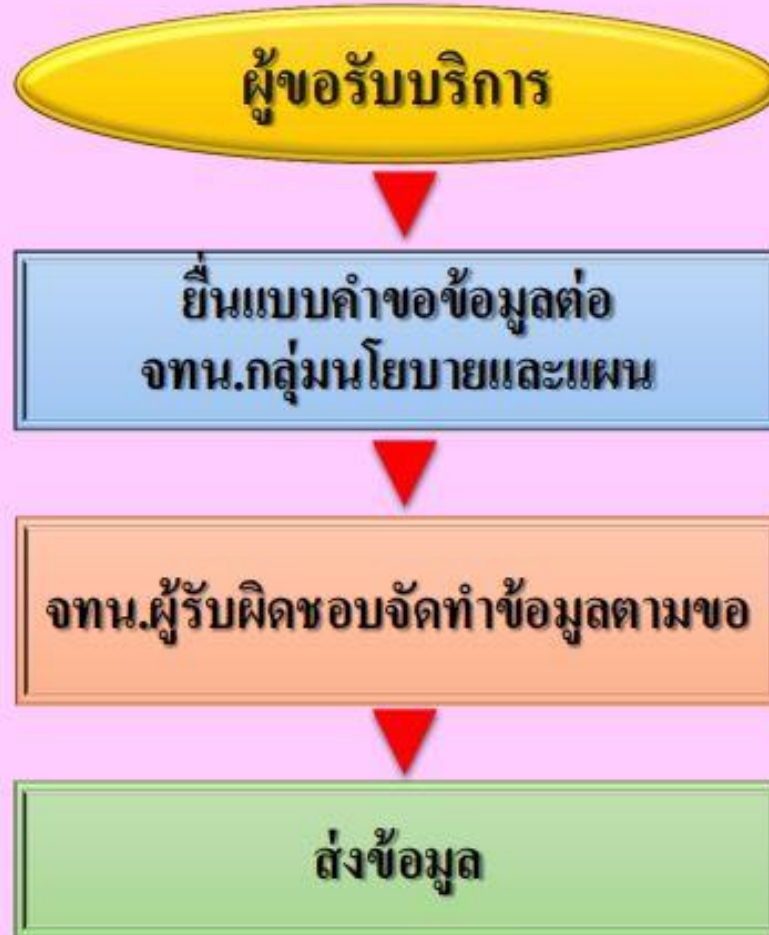 ผู้ขอรับบริการ
ยื่นแบบคำขอข้อมูลต่อ
จทน.กลุ่มนโยบายและแผน
จทน.ผู้รับผิดชอบจัดทำข้อมูลตามขอ
ส่งข้อมูล